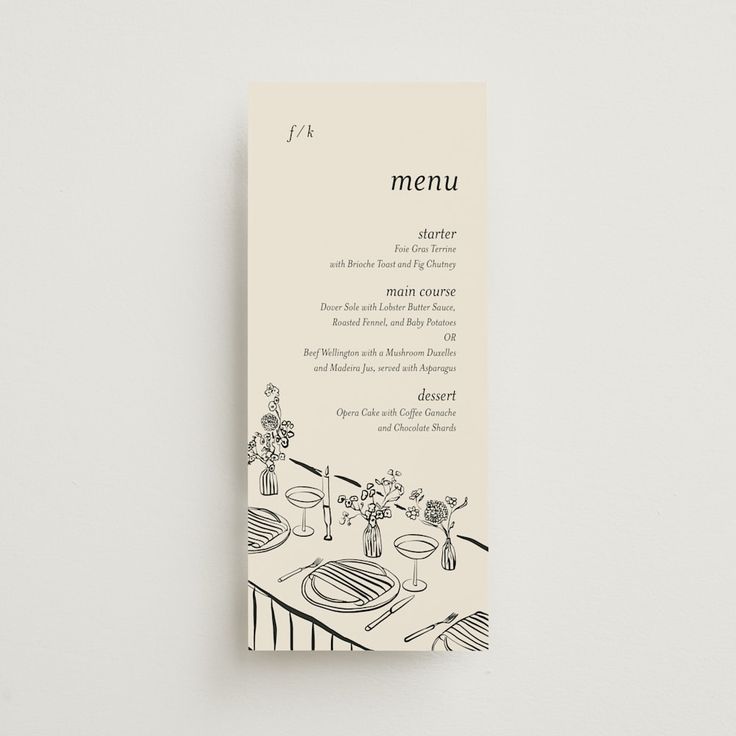 f / k
menu
starter
Foie Gras Terrine
with Brioche Toast and Fig Chutney
main course
Dover Sole with Lobster Butter Sauce,
Roasted Fennel, and Baby Potatoes
OR
Beef Wellington with a Mushroom Duxelles
and Madeira Jus, served with Asparagus
dessert
Opera Cake with Coffee Ganache
and Chocolate Shards